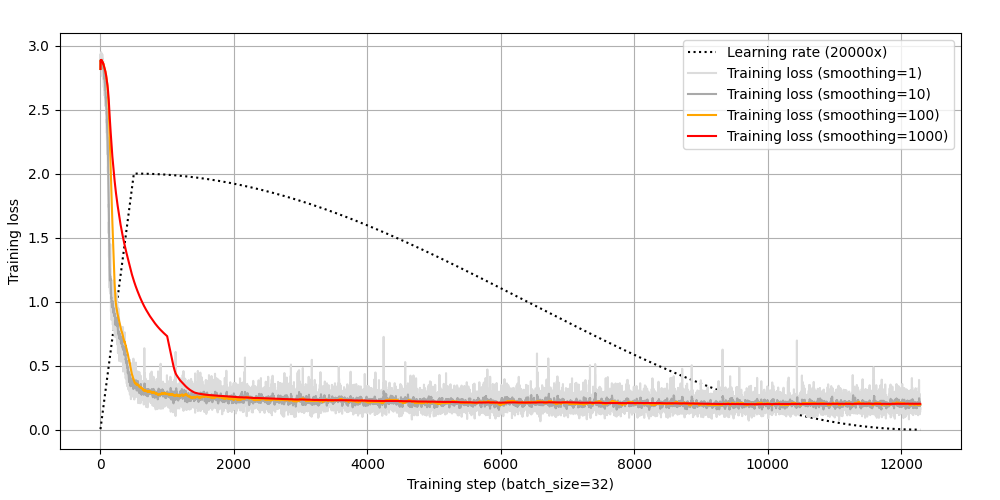 3.0
2.5
2.0
1.5
1.0
0.5
0.0
Training loss
Learning rate (20000x)
Training loss (smoothing=1)
Training loss (smoothing=10)
Training loss (smoothing=100)
Training loss (smoothing=1000)
0 2000 4000 6000 8000 10000 12000
Training step (batch_size=32)